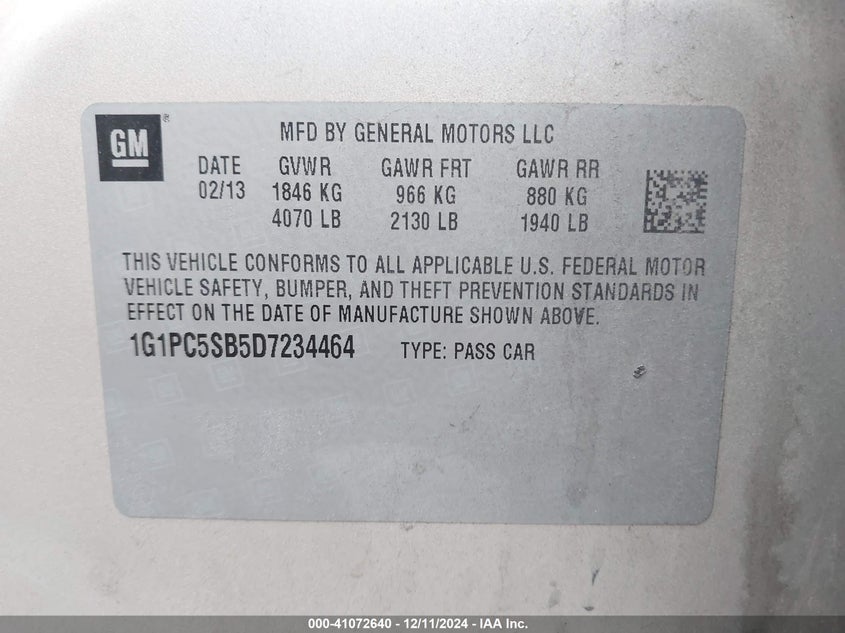 GM ®
MFD BY GENERAL MOTORS LLC
DATE GVWR GAWR FRT GAWR RR
02/13 1846 KG 966 KG 880 KG
4070 LB 2130 LB 1940 LB
THIS VEHICLE CONFORMS TO ALL APPLICABLE U.S. FEDERAL MOTOR
VEHICLE SAFETY, BUMPER, AND THEFT PREVENTION STANDARDS IN
EFFECT ON THE DATE OF MANUFACTURE SHOWN ABOVE.
1G1PC5SB5D7234464 TYPE: PASS CAR
000-41072640 - 12/11/2024 - IAA Inc.